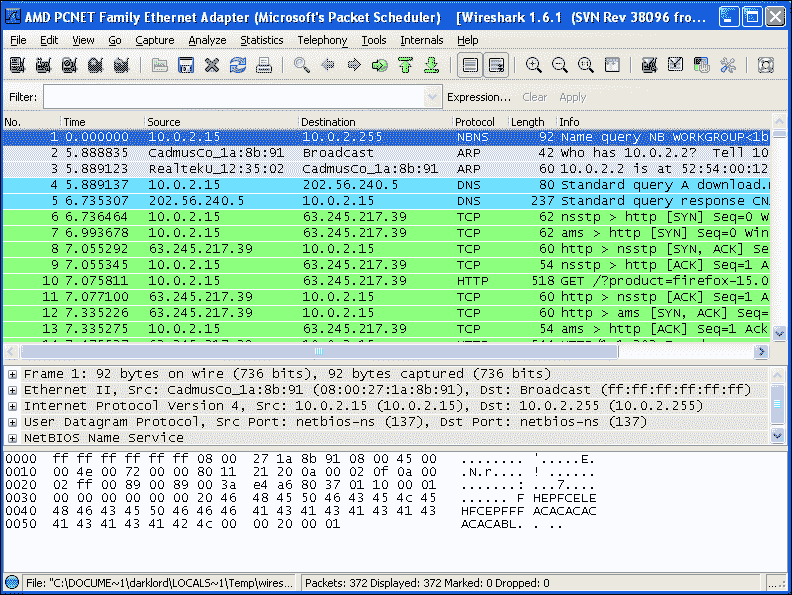 AMD PCNET Family Ethernet Adapter (Microsoft's Packet Scheduler) [Wireshark 1.6.1 (SVN Rev 38096 fro...
File Edit View Go Capture Analyze Statistics Telephony Tools Internals Help
Filter: Expression... Clear Apply
No. Time Source Destination Protocol Length Info
1 0.000000 10.0.2.15 10.0.2.255 NBNS 92 Name query NB WORKGROUP<1b
2 5.888835 CadmusCo_1a:8b:91 Broadcast ARP 42 Who has 10.0.2.2? Tell 10
3 5.889123 RealtekU_12:35:02 CadmusCo_1a:8b:91 ARP 60 10.0.2.2 is at 52:54:00:12
4 5.889137 10.0.2.15 202.56.240.5 DNS 80 Standard query A download.
5 6.735307 202.56.240.5 10.0.2.15 DNS 237 Standard query response CN
6 6.736464 10.0.2.15 63.245.217.39 TCP 62 nsstp > http [SYN] Seq=0 W
7 6.993678 10.0.2.15 63.245.217.39 TCP 62 ams > http [SYN] Seq=0 Win
8 7.055292 63.245.217.39 10.0.2.15 TCP 60 http > nsstp [SYN, ACK] Se
9 7.055345 10.0.2.15 63.245.217.39 TCP 54 nsstp > http [ACK] Seq=1 A
10 7.075811 10.0.2.15 63.245.217.39 HTTP 518 GET /?product=firefox-15.0
11 7.077100 63.245.217.39 10.0.2.15 TCP 60 http > nsstp [ACK] Seq=1 A
12 7.335226 63.245.217.39 10.0.2.15 TCP 60 http > ams [SYN, ACK] Seq=
13 7.335275 10.0.2.15 63.245.217.39 TCP 54 ams > http [ACK] Seq=1 Ack
Frame 1: 92 bytes on wire (736 bits), 92 bytes captured (736 bits)
Ethernet II, Src: CadmusCo_1a:8b:91 (08:00:27:1a:8b:91), Dst: Broadcast (ff:ff:ff:ff:ff:ff)
Internet Protocol Version 4, Src: 10.0.2.15 (10.0.2.15), Dst: 10.0.2.255 (10.0.2.255)
User Datagram Protocol, Src Port: netbios-ns (137), Dst Port: netbios-ns (137)
NetBIOS Name Service
0000 ff ff ff ff ff ff 08 00 27 1a 8b 91 08 00 45 00 ........ '.....E.
0010 00 4e 00 72 00 00 80 11 21 20 0a 00 02 0f 0a 00 .N.r.... ! ......
0020 02 ff 00 89 00 89 00 3a e4 a6 80 37 01 10 00 01 .......: ...7....
0030 00 00 00 00 00 00 20 46 48 45 50 46 43 45 4c 45 ...... F HEPFCELE
0040 48 46 43 45 50 46 46 46 41 43 41 43 41 43 41 43 HFCEPFFF ACACACAC
0050 41 43 41 43 41 42 4c 00 00 20 00 01 ACACABL. . ..
File: "C:\DOCUME~1\darklord\LOCALS~1\Temp\wires... Packets: 372 Displayed: 372 Marked: 0 Dropped: 0